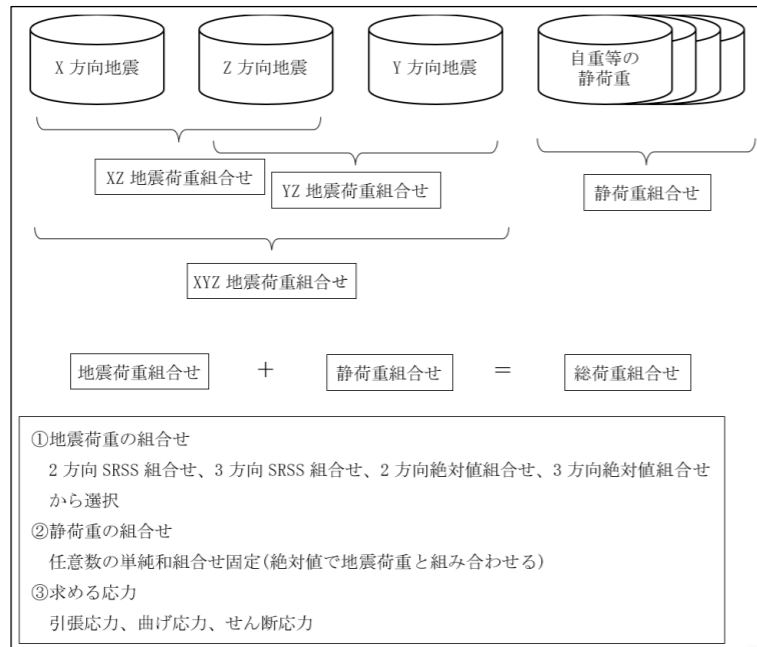 X 方向地震
Z 方向地震
Y 方向地震
自重等の
静荷重
XZ 地震荷重組合せ
YZ 地震荷重組合せ
静荷重組合せ
XYZ 地震荷重組合せ
地震荷重組合せ + 静荷重組合せ = 総荷重組合せ
①地震荷重の組合せ
2 方向 SRSS 組合せ、3 方向 SRSS 組合せ、2 方向絶対値組合せ、3 方向絶対値組合せ
から選択
②静荷重の組合せ
任意数の単純和組合せ固定(絶対値で地震荷重と組み合わせる)
③求める応力
引張応力、曲げ応力、せん断応力